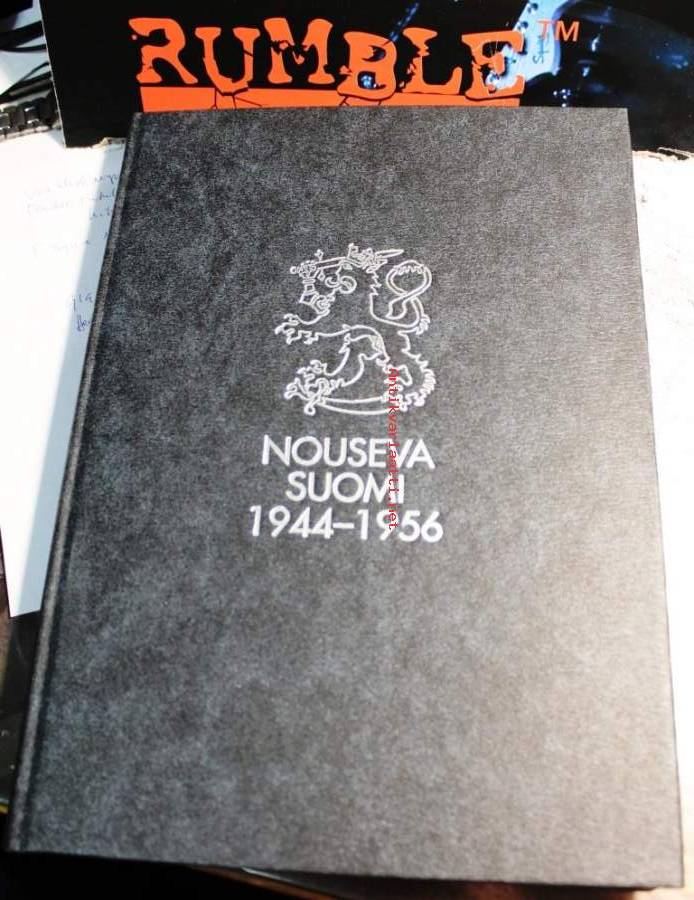 RUMBLE™
NOUSEVA
SUOMI
1944–1956
Antikvariaatti.net